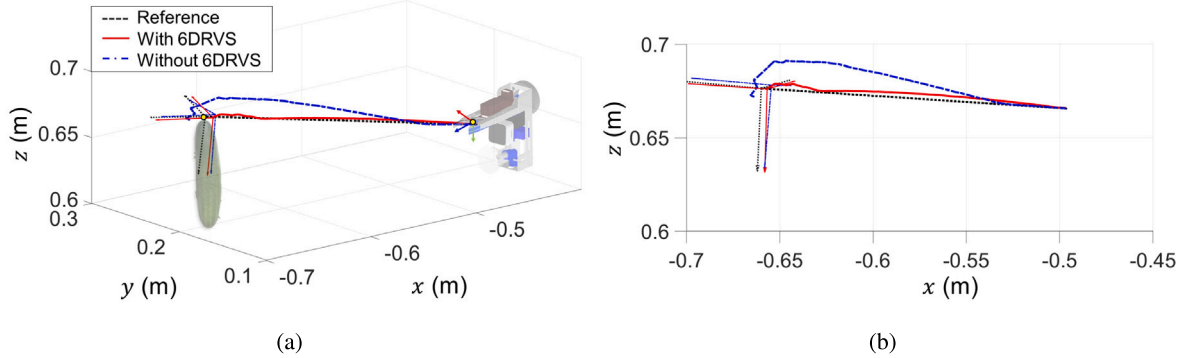 Reference
With 6DRVS
Without 6DRVS
z (m)
0.7
0.65
0.6
0.3
0.2
0.1
y (m)
-0.7
-0.6
-0.5
x (m)
(a)
z (m)
0.7
0.6
-0.7
-0.65
-0.6
-0.55
-0.5
-0.45
x (m)
(b)